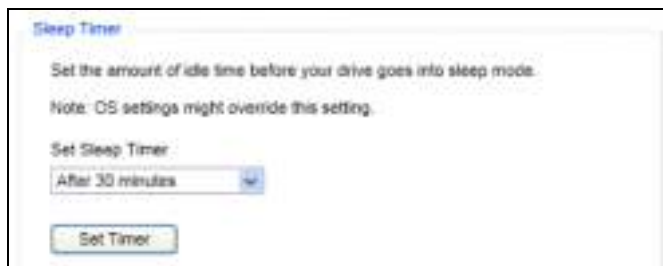 Sleep Timer
Set the amount of idle time before your drive goes into sleep mode.
Note: OS settings might override this setting.
Set Sleep Timer
After 30 minutes
Set Timer